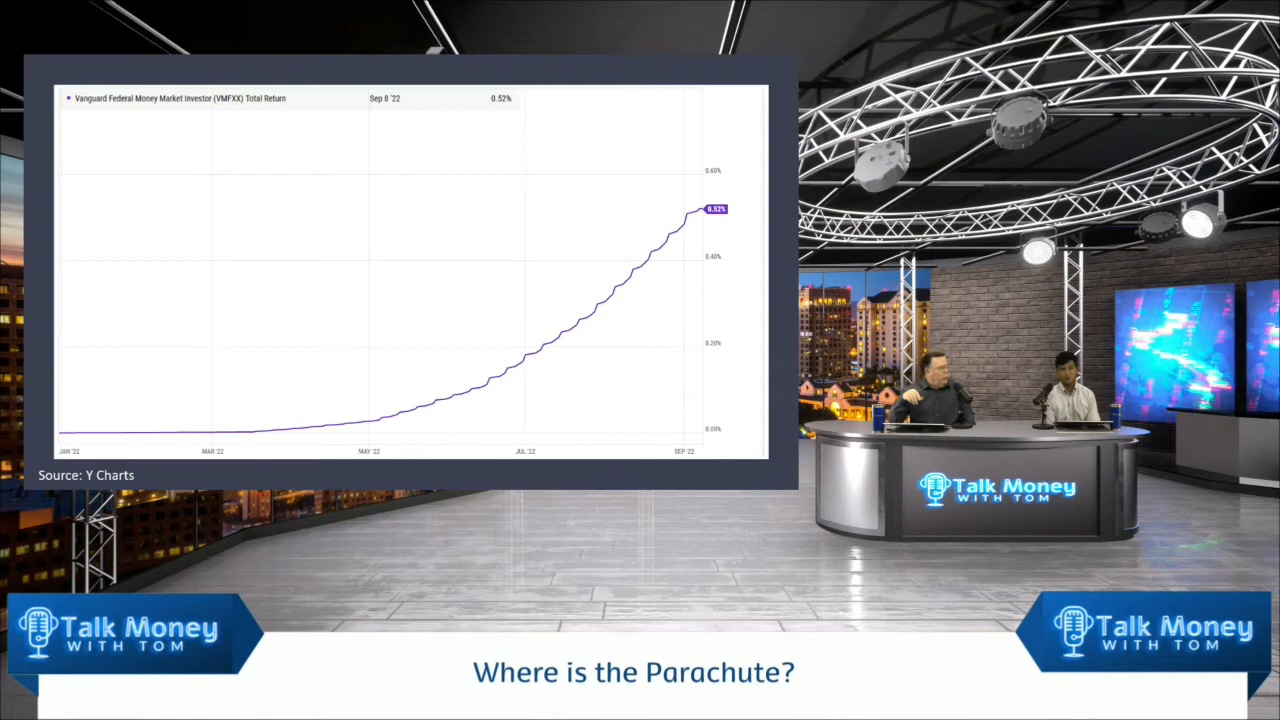 Vanguard Federal Money Market Investor (VMFXX) Total Return Sep 8 '22 0.52%
0.60%
0.52%
0.40%
0.20%
0.00%
JAN '22 MAR '22 MAY '22 JUL '22 SEP '22
Source: Y Charts
Talk Money
WITH TOM
Talk Money
WITH TOM
Talk Money
WITH TOM
Where is the Parachute?